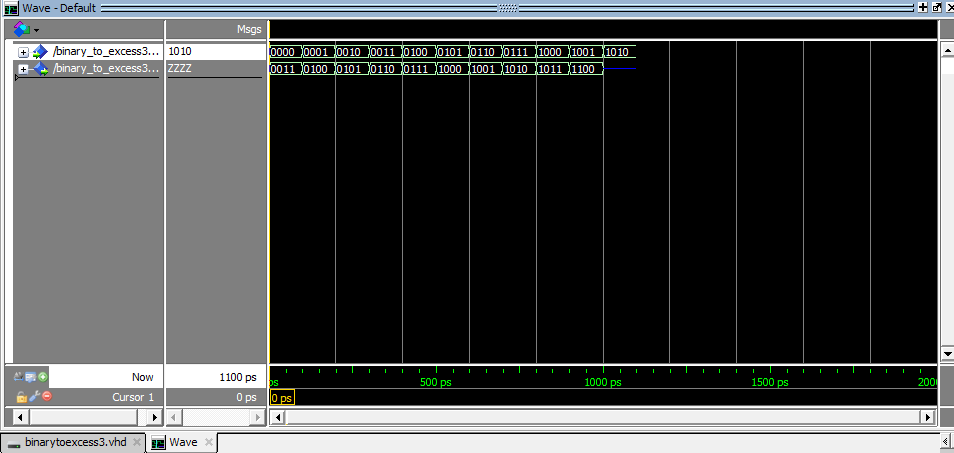 Wave - Default
Msgs
/binary_to_excess3... 1010 0000 0001 0010 0011 0100 0101 0110 0111 1000 1001 1010
/binary_to_excess3... ZZZZ 0011 0100 0101 0110 0111 1000 1001 1010 1011 1100
Now 1100 ps ps 500 ps 1000 ps 1500 ps 2000
Cursor 1 0 ps 0 ps
binarytoexcess3.vhd Wave